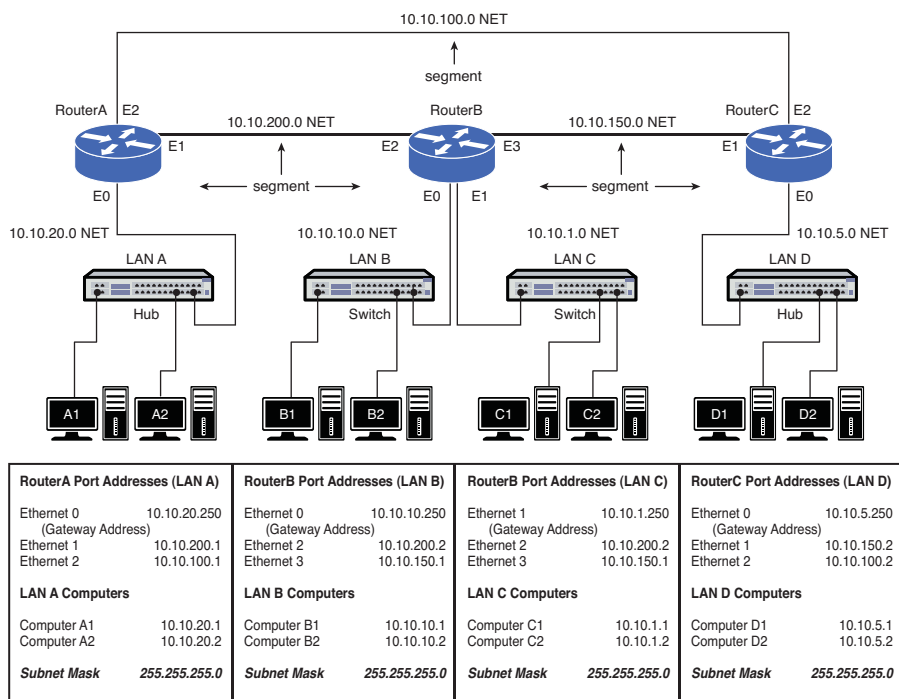 10.10.100.0 NET
segment
RouterA E2
RouterB
RouterC E2
10.10.200.0 NET
10.10.150.0 NET
E1
E2
E3
E1
segment
segment
E0
E0
E1
E0
10.10.20.0 NET
10.10.10.0 NET
10.10.1.0 NET
10.10.5.0 NET
LAN A
LAN B
LAN C
LAN D
Hub
Switch
Switch
Hub
A1
A2
B1
B2
C1
C2
D1
D2
RouterA Port Addresses (LAN A)
Ethernet 0 10.10.20.250
(Gateway Address)
Ethernet 1 10.10.200.1
Ethernet 2 10.10.100.1
LAN A Computers
Computer A1 10.10.20.1
Computer A2 10.10.20.2
Subnet Mask 255.255.255.0
RouterB Port Addresses (LAN B)
Ethernet 0 10.10.10.250
(Gateway Address)
Ethernet 2 10.10.200.2
Ethernet 3 10.10.150.1
LAN B Computers
Computer B1 10.10.10.1
Computer B2 10.10.10.2
Subnet Mask 255.255.255.0
RouterB Port Addresses (LAN C)
Ethernet 1 10.10.1.250
(Gateway Address)
Ethernet 2 10.10.200.2
Ethernet 3 10.10.150.1
LAN C Computers
Computer C1 10.10.1.1
Computer C2 10.10.1.2
Subnet Mask 255.255.255.0
RouterC Port Addresses (LAN D)
Ethernet 0 10.10.5.250
(Gateway Address)
Ethernet 1 10.10.150.2
Ethernet 2 10.10.100.2
LAN D Computers
Computer D1 10.10.5.1
Computer D2 10.10.5.2
Subnet Mask 255.255.255.0